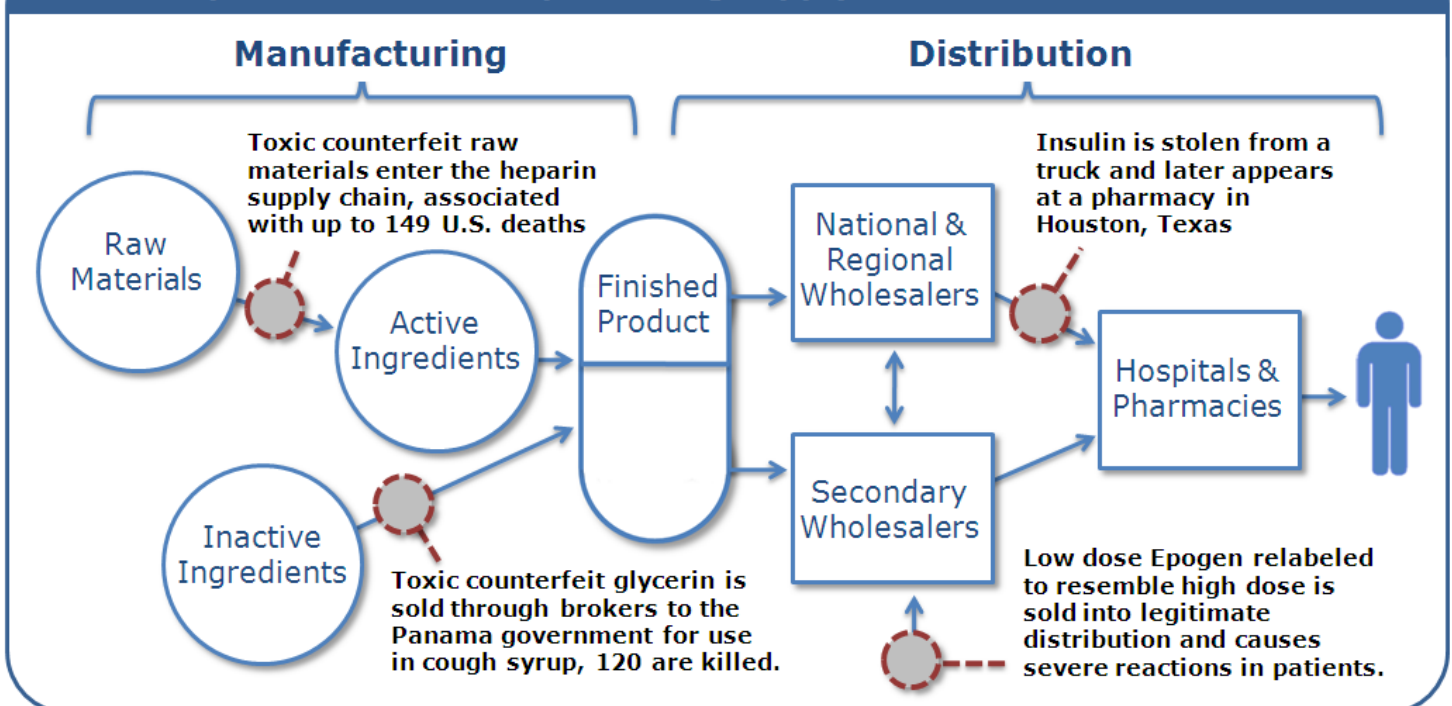 Manufacturing
Distribution
Toxic counterfeit raw
materials enter the heparin
supply chain, associated
with up to 149 U.S. deaths
Insulin is stolen from a
truck and later appears
at a pharmacy in
Houston, Texas
Raw
Materials
Active
Ingredients
Finished
Product
National &
Regional
Wholesalers
Hospitals &
Pharmacies
Inactive
Ingredients
Secondary
Wholesalers
Toxic counterfeit glycerin is
sold through brokers to the
Panama government for use
in cough syrup, 120 are killed.
Low dose Epogen relabeled
to resemble high dose is
sold into legitimate
distribution and causes
severe reactions in patients.